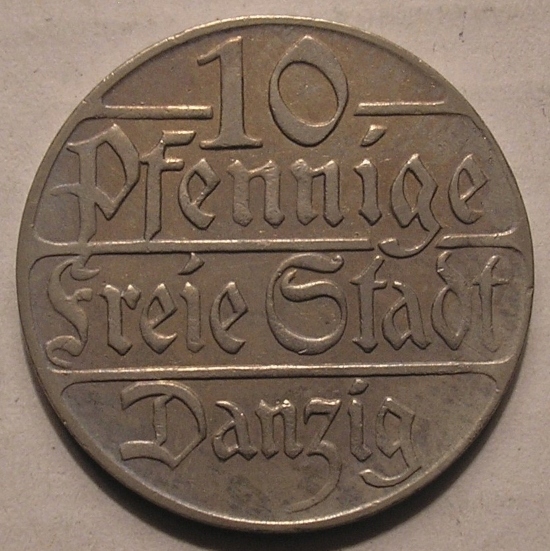 10
Pfennige
Freie Stadt
Danzig